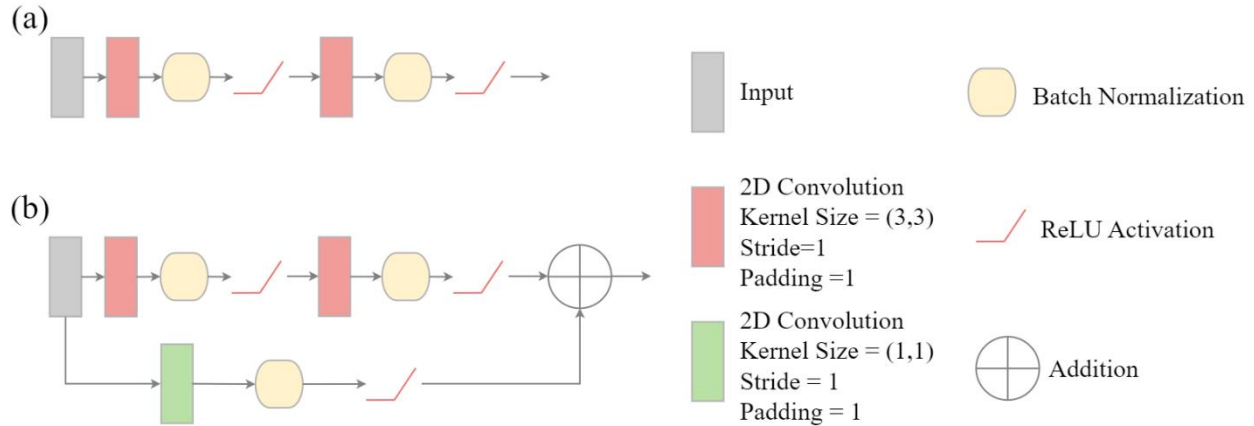 (a)
Input
Batch Normalization
(b)
2D Convolution
Kernel Size = (3,3)
Stride=1
Padding =1
ReLU Activation
2D Convolution
Kernel Size = (1,1)
Stride = 1
Padding = 1
Addition